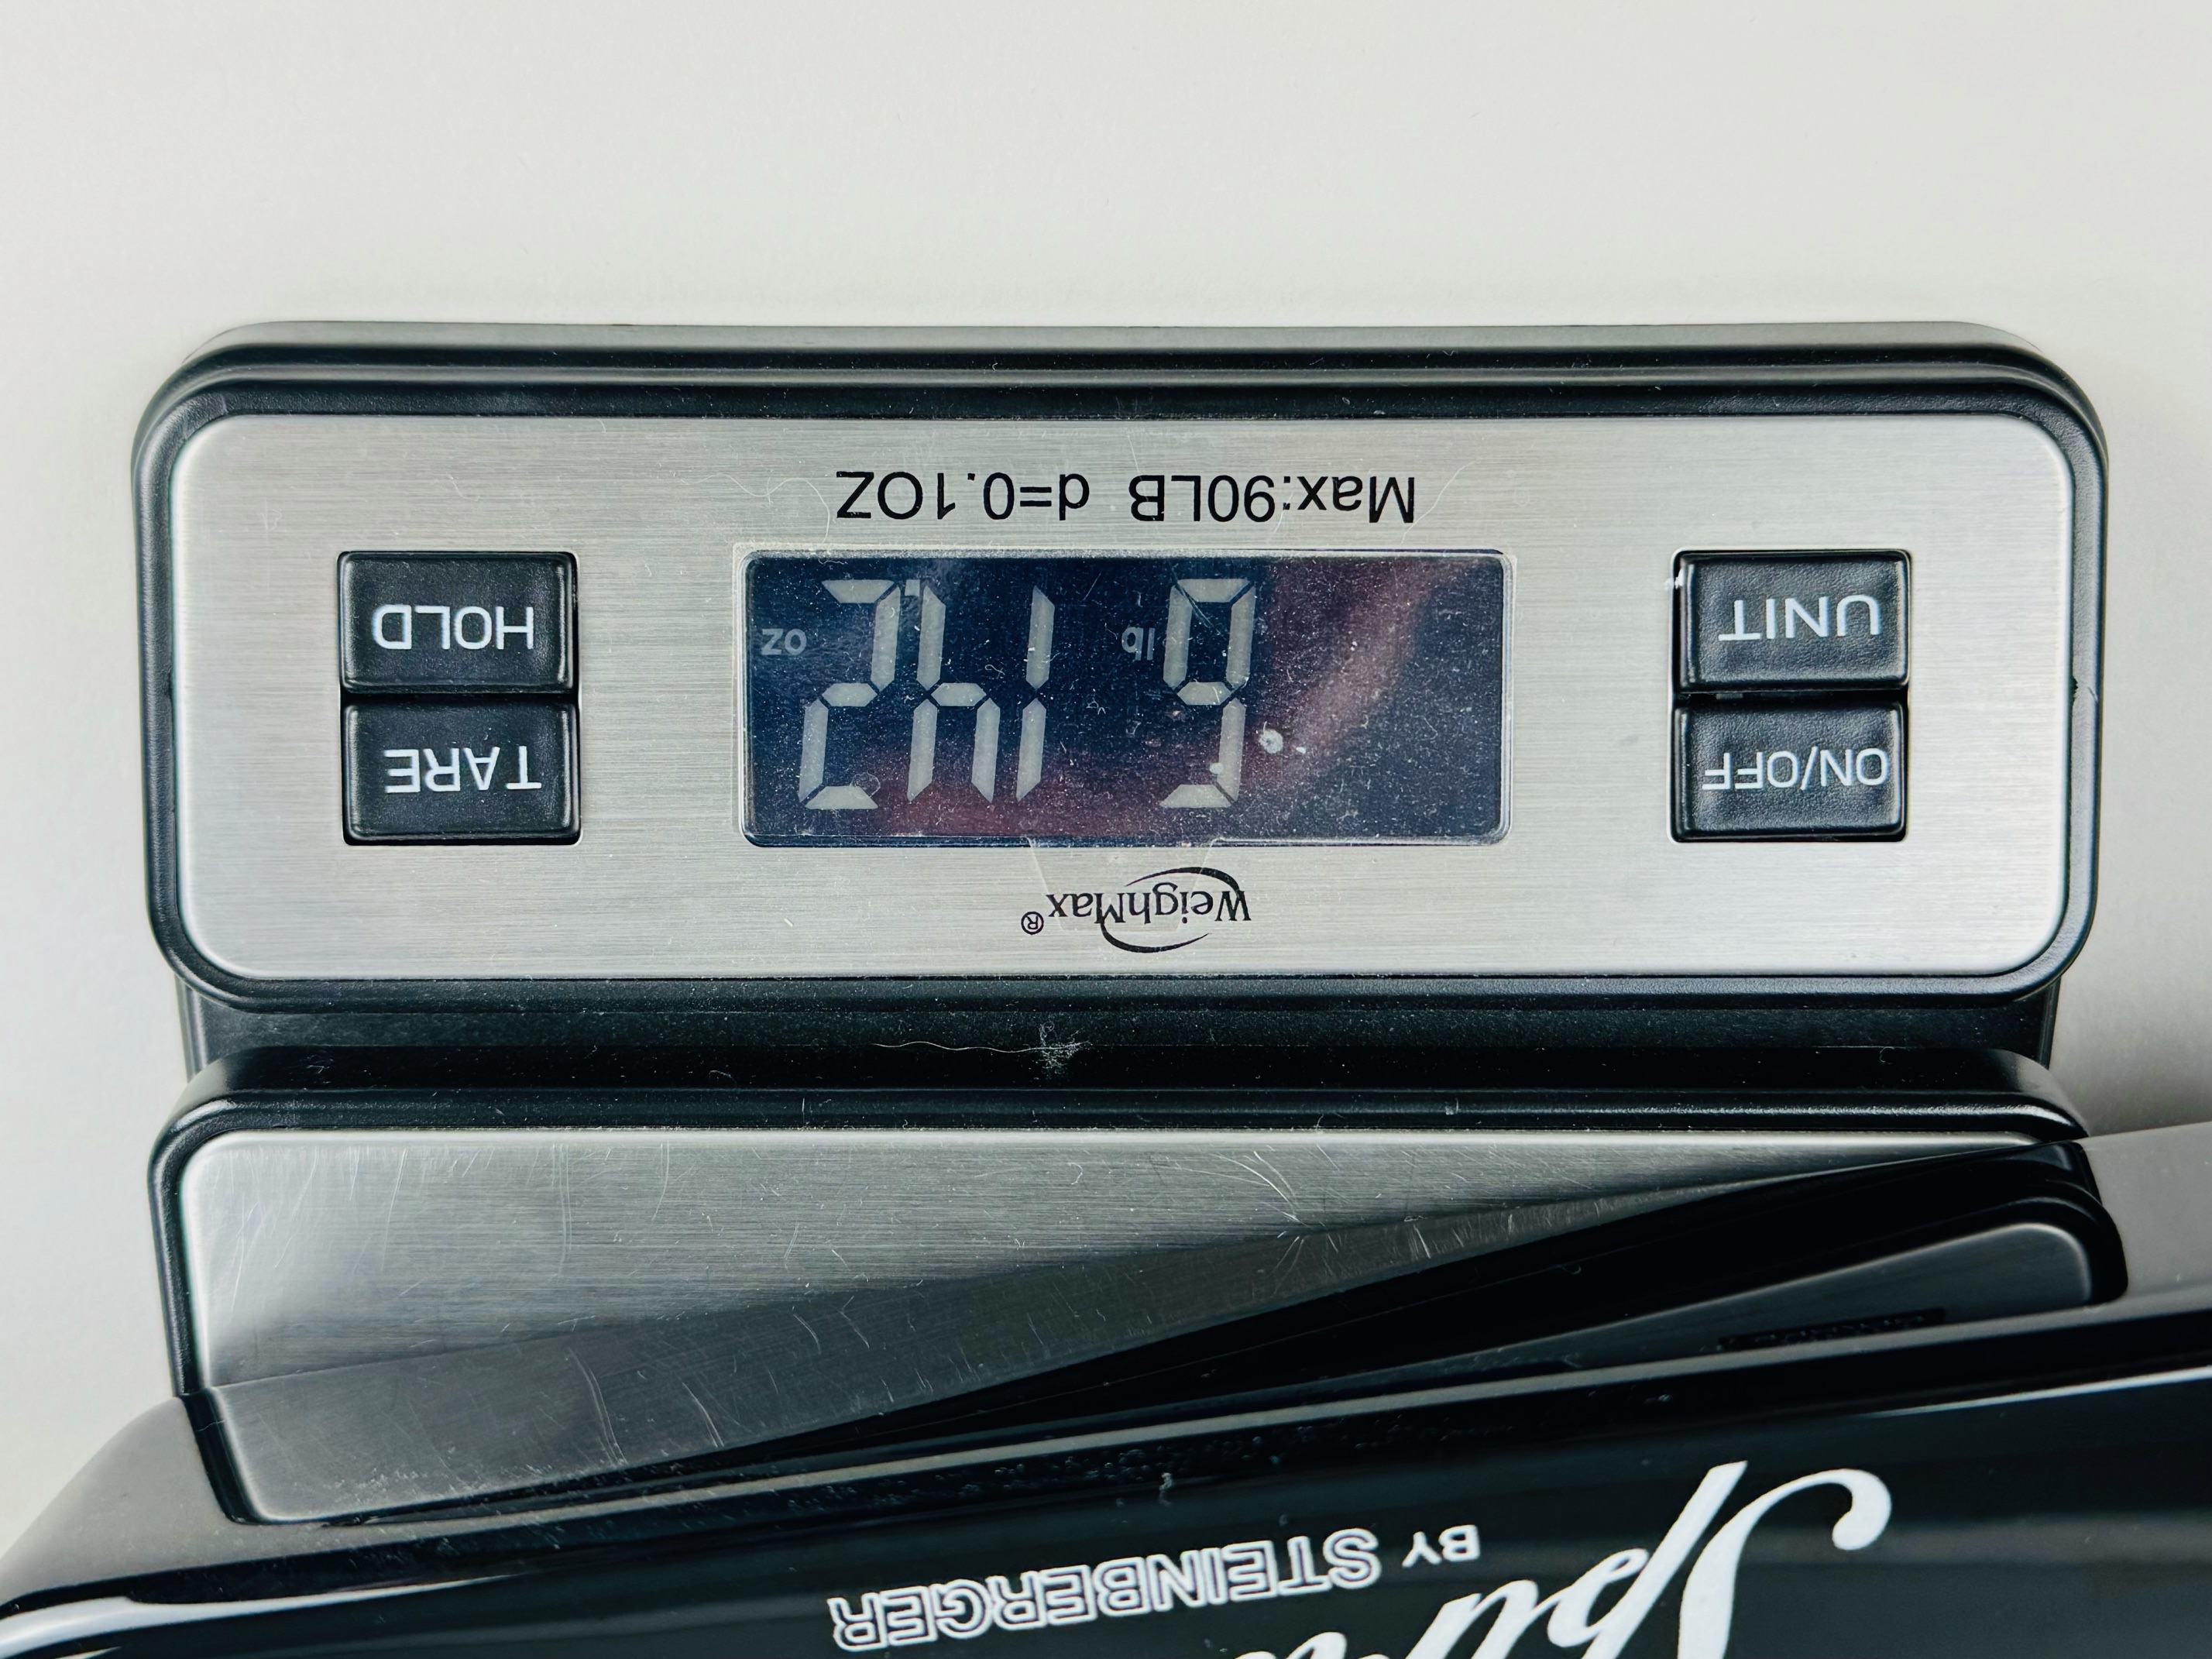 BY STEINBERGER
WeighMax®
ON/OFF
UNIT
6 lb 14.2 oz
TARE
HOLD
Max:90LB d=0.1OZ